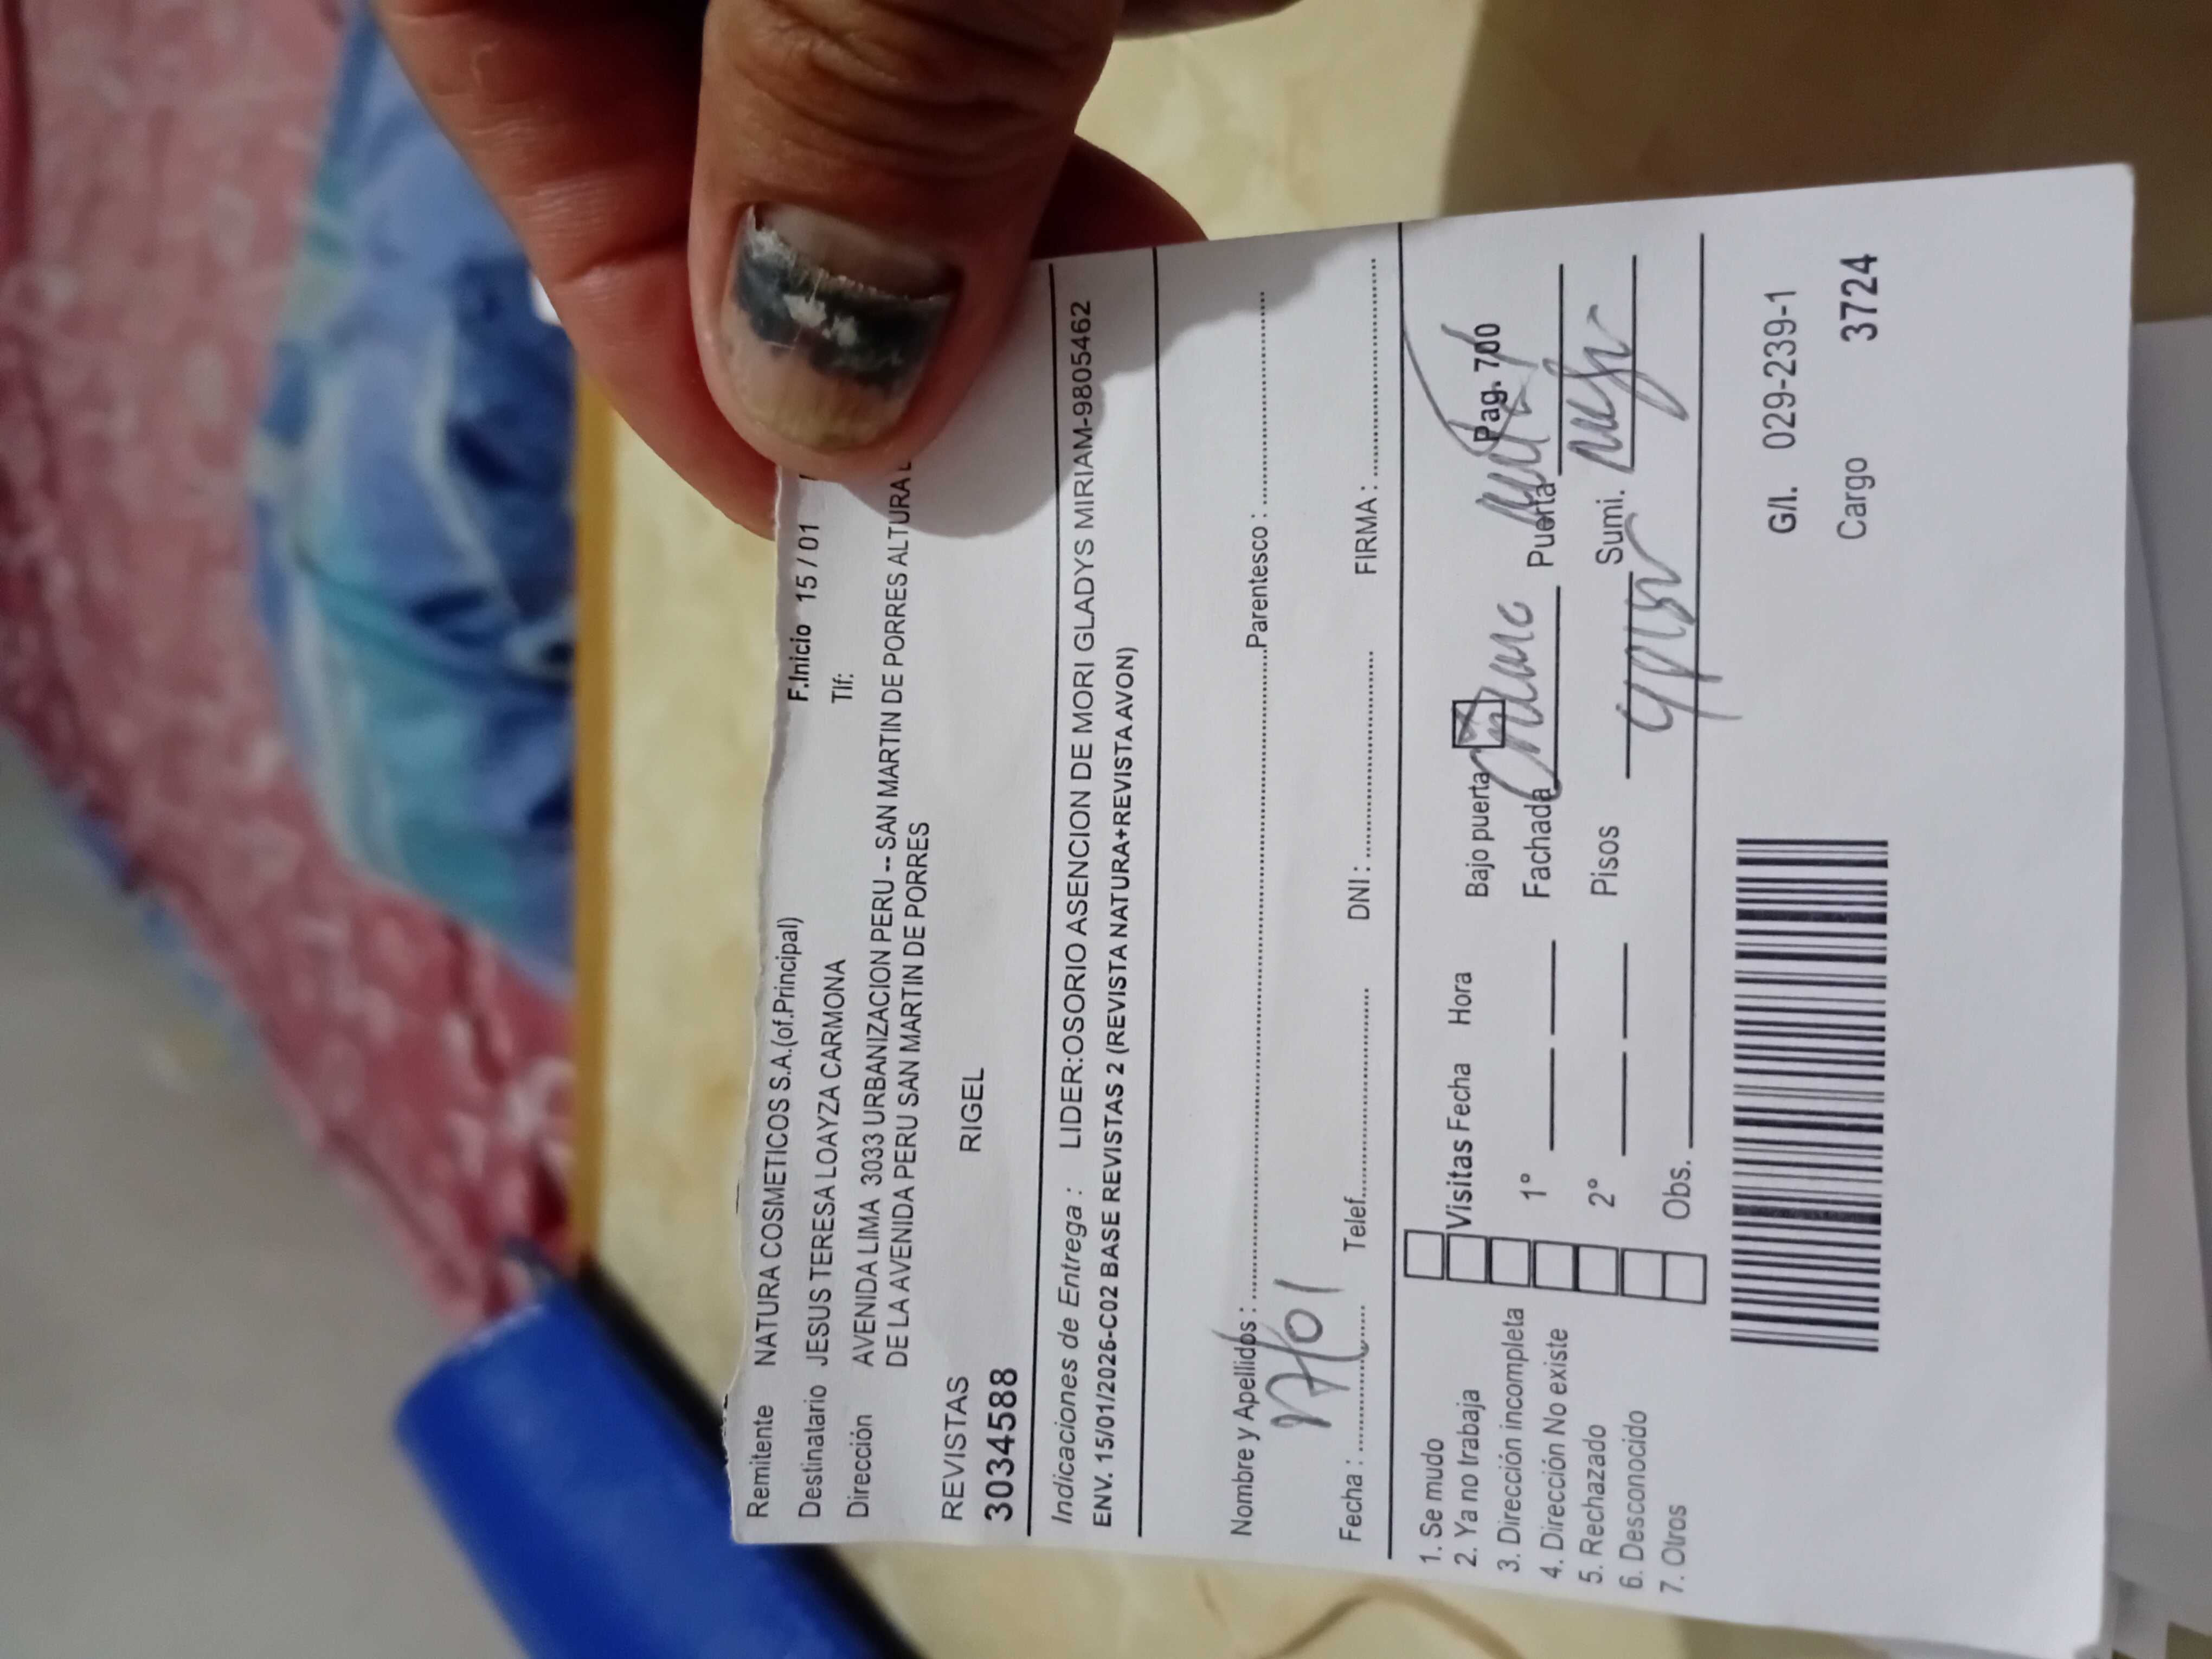 Remitente NATURA COSMETICOS S.A.(of.Principal) F.Inicio 15 / 01
Destinatario JESUS TERESA LOAYZA CARMONA Tlf:
Dirección AVENIDA LIMA 3033 URBANIZACION PERU -- SAN MARTIN DE PORRES ALTURA
DE LA AVENIDA PERU SAN MARTIN DE PORRES
REVISTAS RIGEL
3034588
Indicaciones de Entrega : LIDER:OSORIO ASENCION DE MORI GLADYS MIRIAM-9805462
ENV. 15/01/2026-C02 BASE REVISTAS 2 (REVISTA NATURA+REVISTA AVON)
Nombre y Apellidos : Parentesco :
Fecha : Telef. DNI : FIRMA :
1. Se mudo
2. Ya no trabaja
3. Dirección incompleta
4. Dirección No existe
5. Rechazado
6. Desconocido
7. Otros
Visitas Fecha Hora Bajo puerta Pag. 700
1° Fachada Puerta
2° Pisos Sumi.
Obs.
G/I. 029-239-1
Cargo 3724